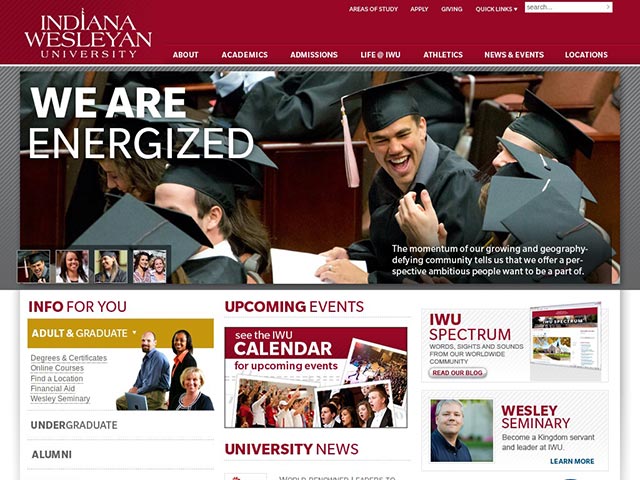 AREAS OF STUDY APPLY GIVING QUICK LINKS search...
INDIANA
WESLEYAN
UNIVERSITY
ABOUT ACADEMICS ADMISSIONS LIFE @ IWU ATHLETICS NEWS & EVENTS LOCATIONS
WE ARE
ENERGIZED
The momentum of our growing and geography-
defying community tells us that we offer a per-
spective ambitious people want to be a part of.
INFO FOR YOU
ADULT & GRADUATE
Degrees & Certificates
Online Courses
Find a Location
Financial Aid
Wesley Seminary
UNDERGRADUATE
ALUMNI
UPCOMING EVENTS
see the IWU
CALENDAR
for upcoming events
UNIVERSITY NEWS
WORLD RENOWNED LEADERS TO
IWU
SPECTRUM
WORDS, SIGHTS AND SOUNDS
FROM OUR WORLDWIDE
COMMUNITY
READ OUR BLOG
IWU SPECTRUM
WESLEY
SEMINARY
Become a Kingdom servant
and leader at IWU.
LEARN MORE